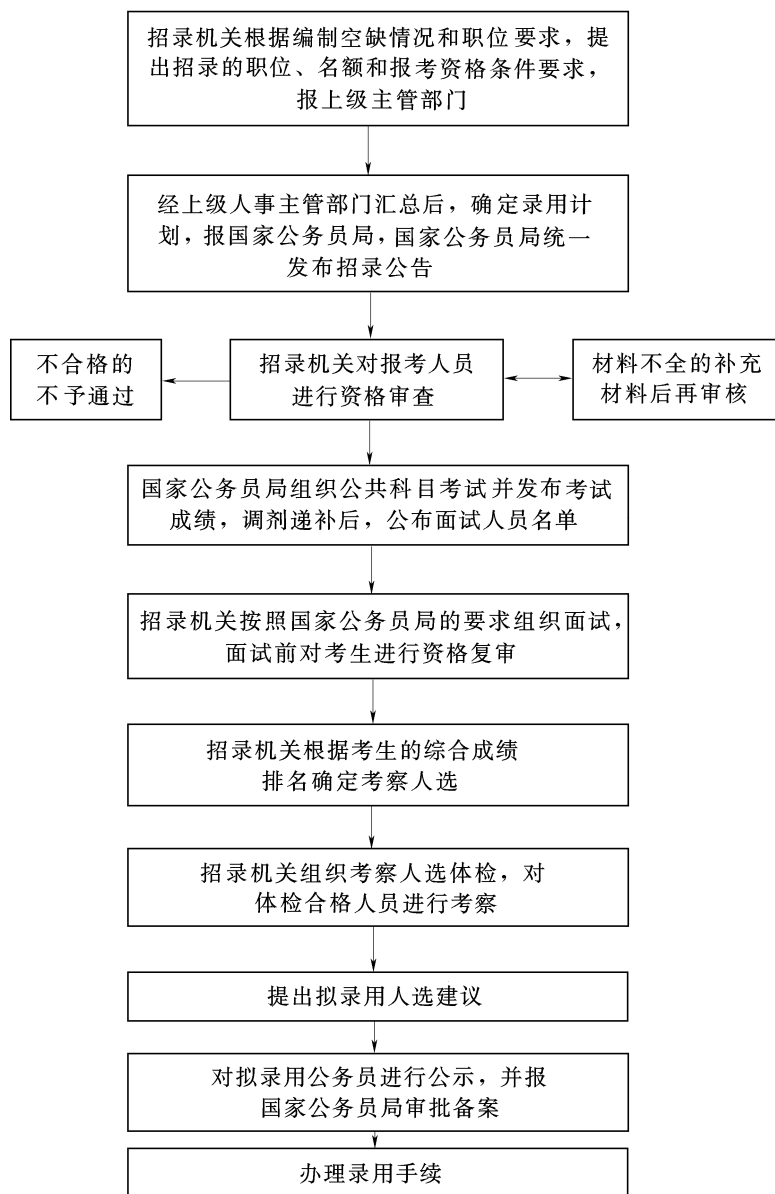 招录机关根据编制空缺情况和职位要求，提
出招录的职位、名额和报考资格条件要求，
报上级主管部门
经上级人事主管部门汇总后，确定录用计
划，报国家公务员局，国家公务员局统一
发布招录公告
不合格的
不予通过
招录机关对报考人员
进行资格审查
材料不全的补充
材料后再审核
国家公务员局组织公共科目考试并发布考试
成绩，调剂递补后，公布面试人员名单
招录机关按照国家公务员局的要求组织面试，
面试前对考生进行资格复审
招录机关根据考生的综合成绩
排名确定考察人选
招录机关组织考察人选体检，对
体检合格人员进行考察
提出拟录用人选建议
对拟录用公务员进行公示，并报
国家公务员局审批备案
办理录用手续